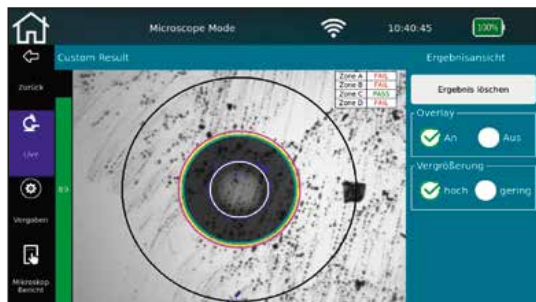 Microscope Mode
10:40:45
100%
Zurück
Custom Result
Ergebnisansicht
Zone A FAIL
Zone B FAIL
Zone C PASS
Zone D FAIL
Ergebnis löschen
Overlay
An
Aus
Live
Vergrößerung
hoch
gering
Vorgaben
Mikroskop
Bericht